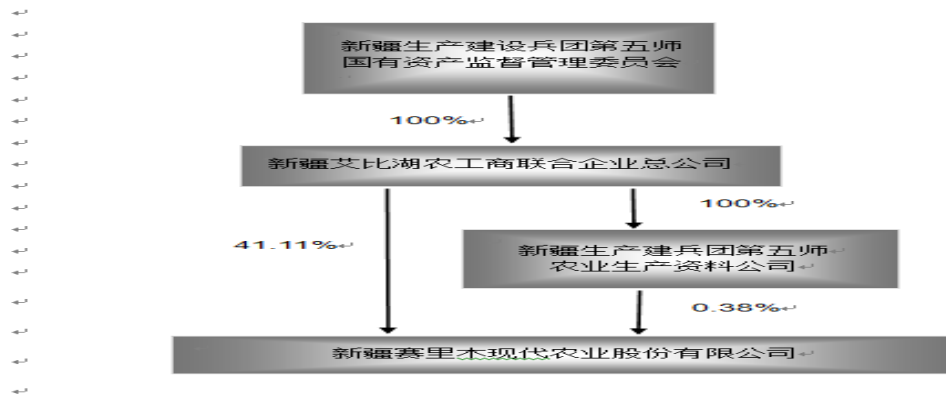 新疆生产建设兵团第五师
国有资产监督管理委员会
100%
新疆艾比湖农工商联合企业总公司
100%
41.11%
新疆生产建兵团第五师
农业生产资料公司
0.38%
新疆赛里木现代农业股份有限公司